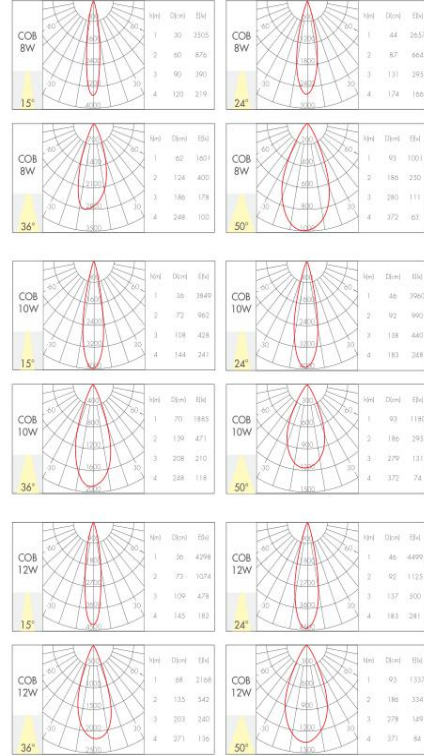 COB 8W 15°
h(m) D(cm) E(lx)
1 30 3505
2 60 876
3 90 390
4 120 219
COB 8W 24°
h(m) D(cm) E(lx)
1 44 2657
2 87 664
3 131 295
4 174 166
COB 8W 36°
h(m) D(cm) E(lx)
1 62 1601
2 124 400
3 186 178
4 248 100
COB 8W 50°
h(m) D(cm) E(lx)
1 93 1001
2 186 250
3 280 111
4 372 63
COB 10W 15°
h(m) D(cm) E(lx)
1 36 3849
2 72 962
3 108 428
4 144 241
COB 10W 24°
h(m) D(cm) E(lx)
1 46 3960
2 92 990
3 138 440
4 183 248
COB 10W 36°
h(m) D(cm) E(lx)
1 70 1885
2 139 471
3 208 210
4 248 118
COB 10W 50°
h(m) D(cm) E(lx)
1 93 1180
2 186 295
3 279 131
4 372 74
COB 12W 15°
h(m) D(cm) E(lx)
1 36 4298
2 73 1074
3 109 478
4 145 182
COB 12W 24°
h(m) D(cm) E(lx)
1 46 4499
2 92 1125
3 137 500
4 183 281
COB 12W 36°
h(m) D(cm) E(lx)
1 68 2168
2 135 542
3 203 240
4 271 136
COB 12W 50°
h(m) D(cm) E(lx)
1 93 1337
2 186 334
3 278 149
4 371 84